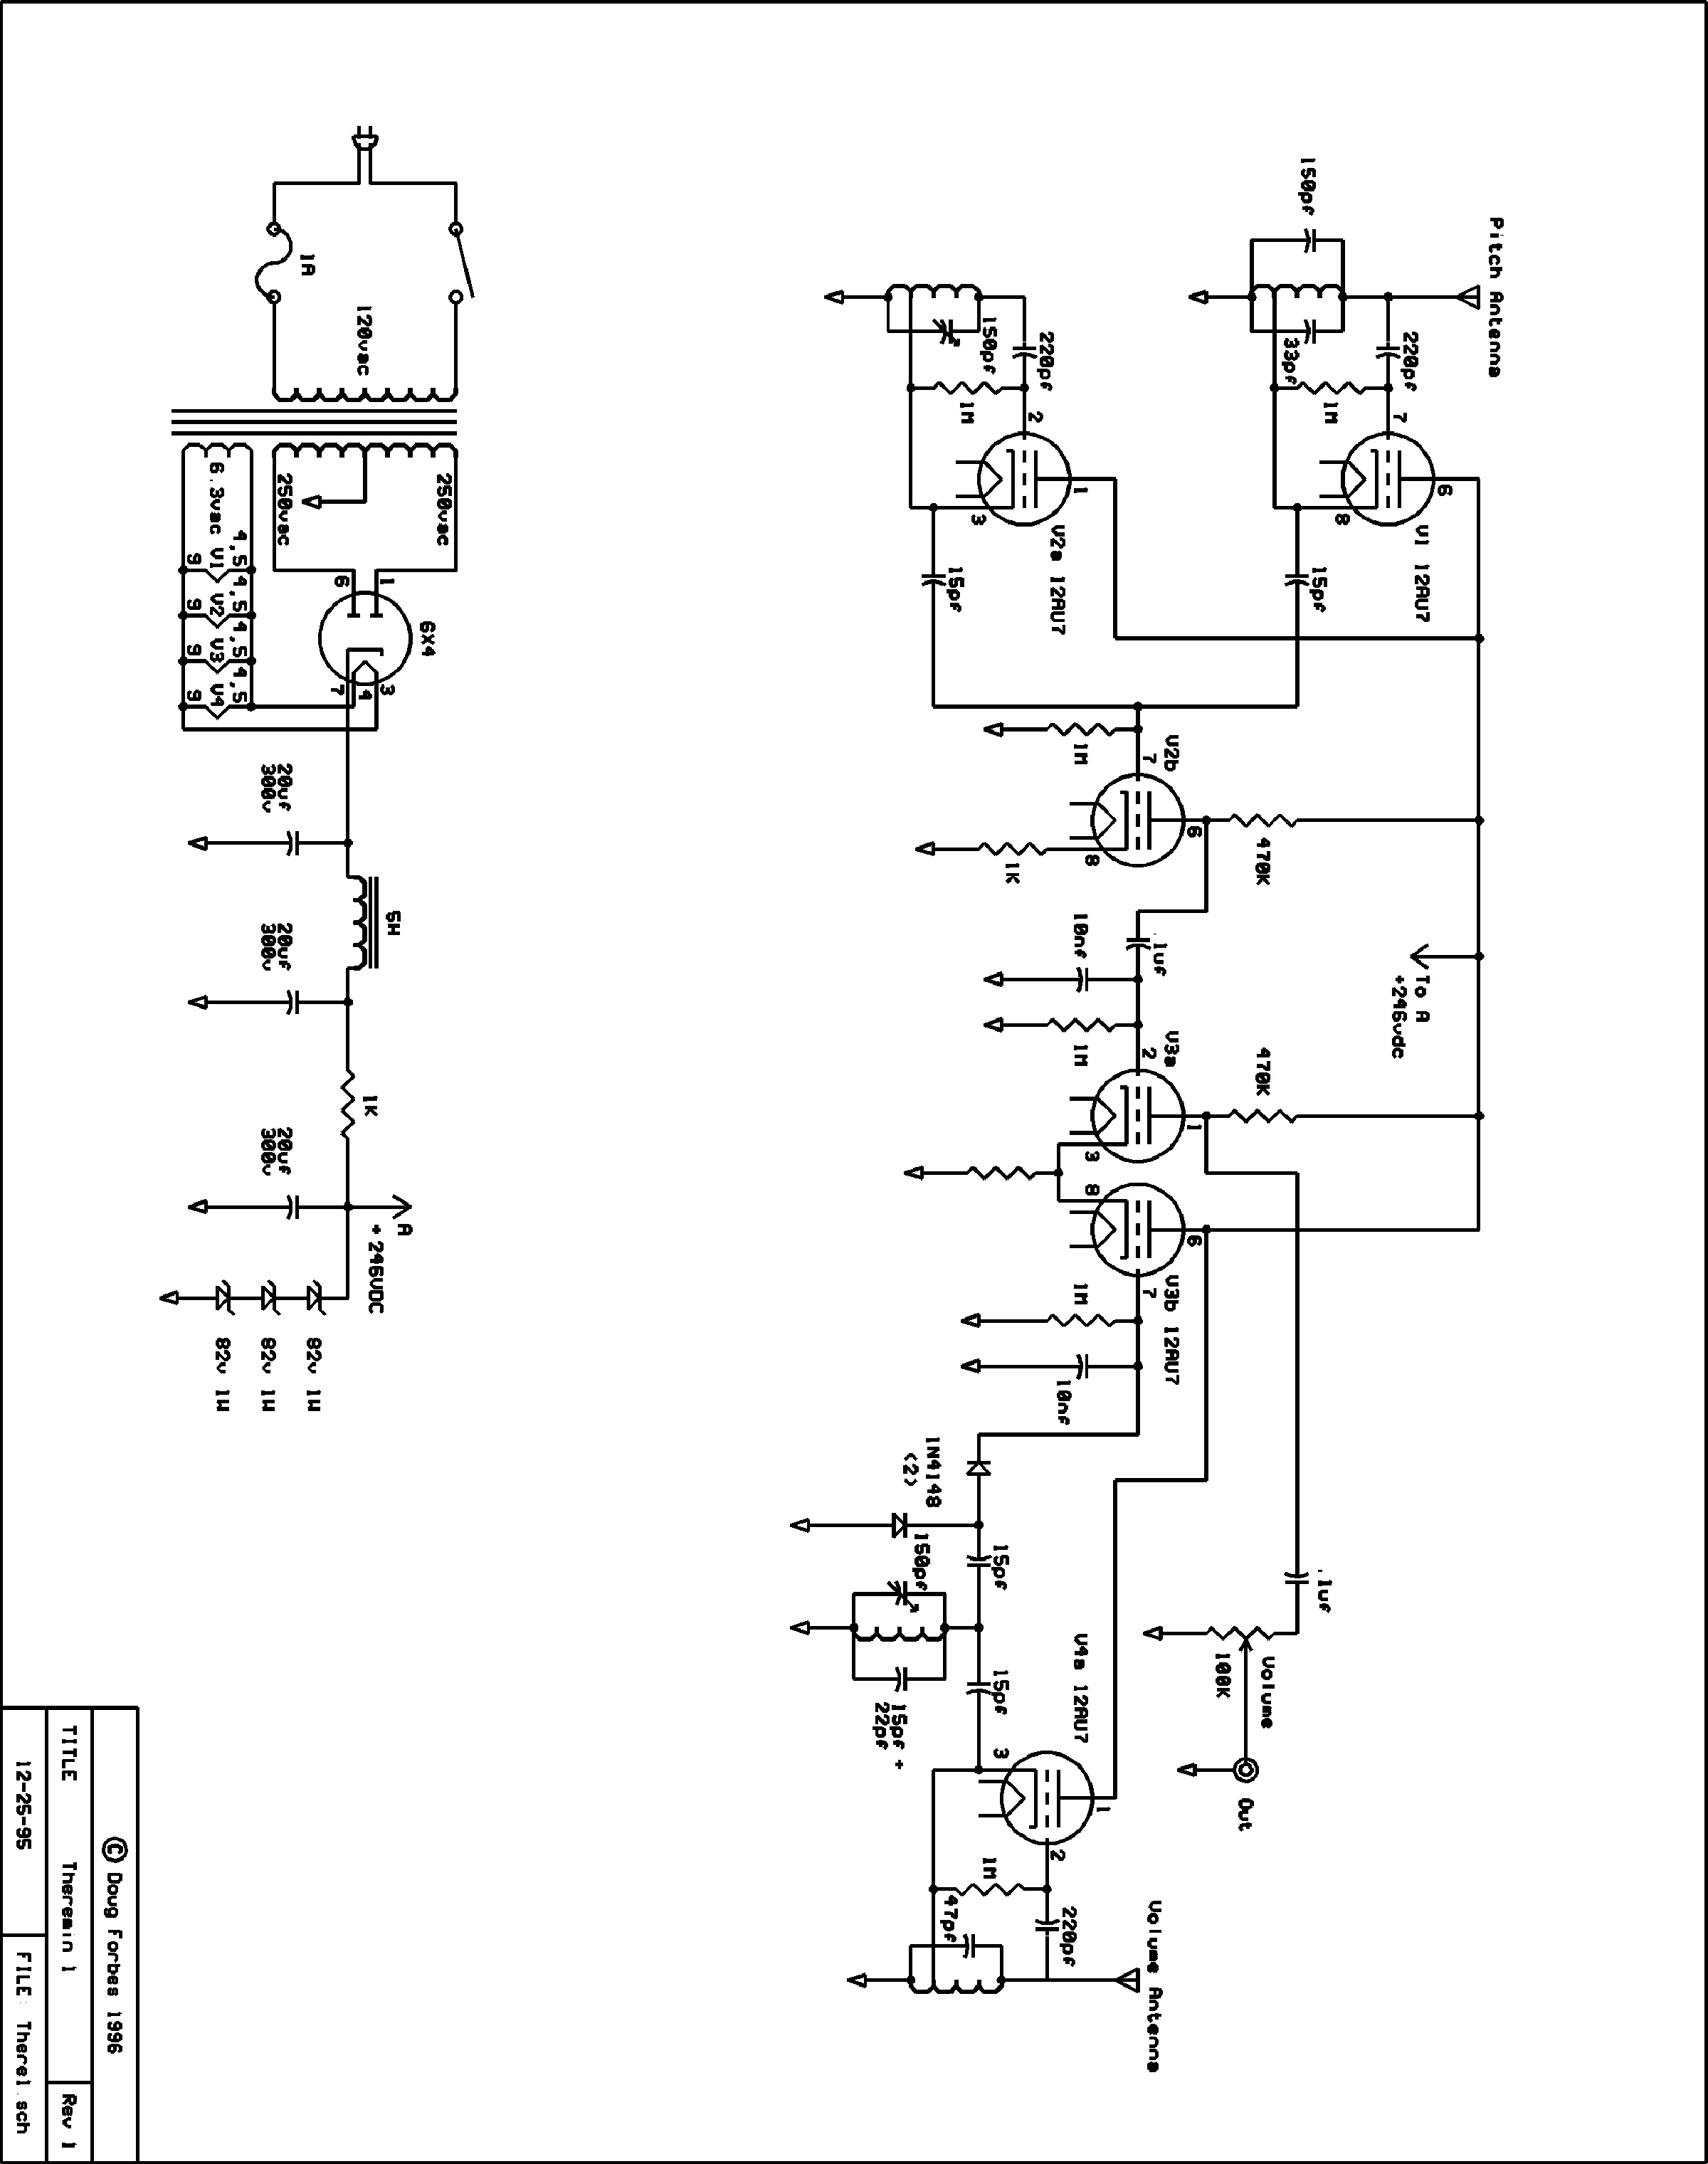 Pitch Antenna
150pf
33pf
220pf
1M
7
6
8
V1 12AU7
15pf
150pf
220pf
1M
2
1
3
V2a 12AU7
15pf
1M
V2b
7
6
8
1K
470K
To A
+246vdc
.1uf
10nf
1M
V3a
2
1
3
470K
8
6
7
V3b 12AU7
1M
10nf
1N4148
(2)
150pf
15pf
15pf
15pf +
22pf
.1uf
Volume
100K
Out
V4a 12AU7
3
1
2
1M
47pf
220pf
Volume Antenna
1A
120vac
250vac
250vac
6.3vac
4,5
4,5
4,5
4,5
V1
V2
V3
V4
9
9
9
9
1
6
6X4
3
4
7
20uf
300v
5H
20uf
300v
1K
20uf
300v
A
+246VDC
82v 1W
82v 1W
82v 1W
© Doug Forbes 1996
TITLE Theremin 1 Rev 1
12-25-95 FILE: There1.sch